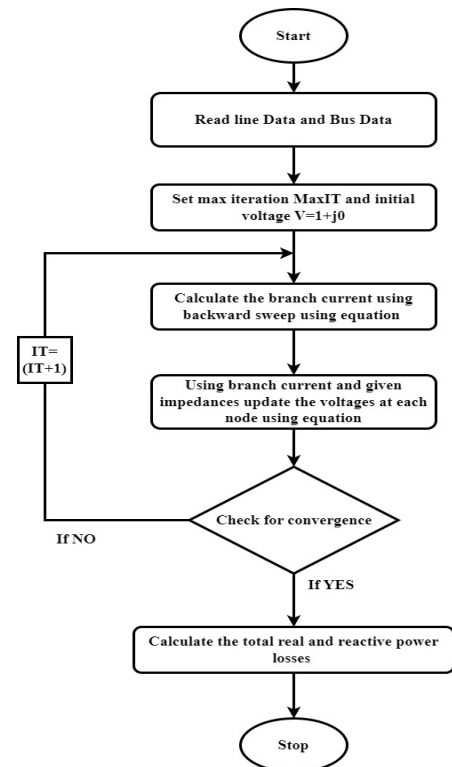 Start
Read line Data and Bus Data
Set max iteration MaxIT and initial
voltage V=1+j0
Calculate the branch current using
backward sweep using equation
IT=
(IT+1)
Using branch current and given
impedances update the voltages at each
node using equation
Check for convergence
If NO
If YES
Calculate the total real and reactive power
losses
Stop